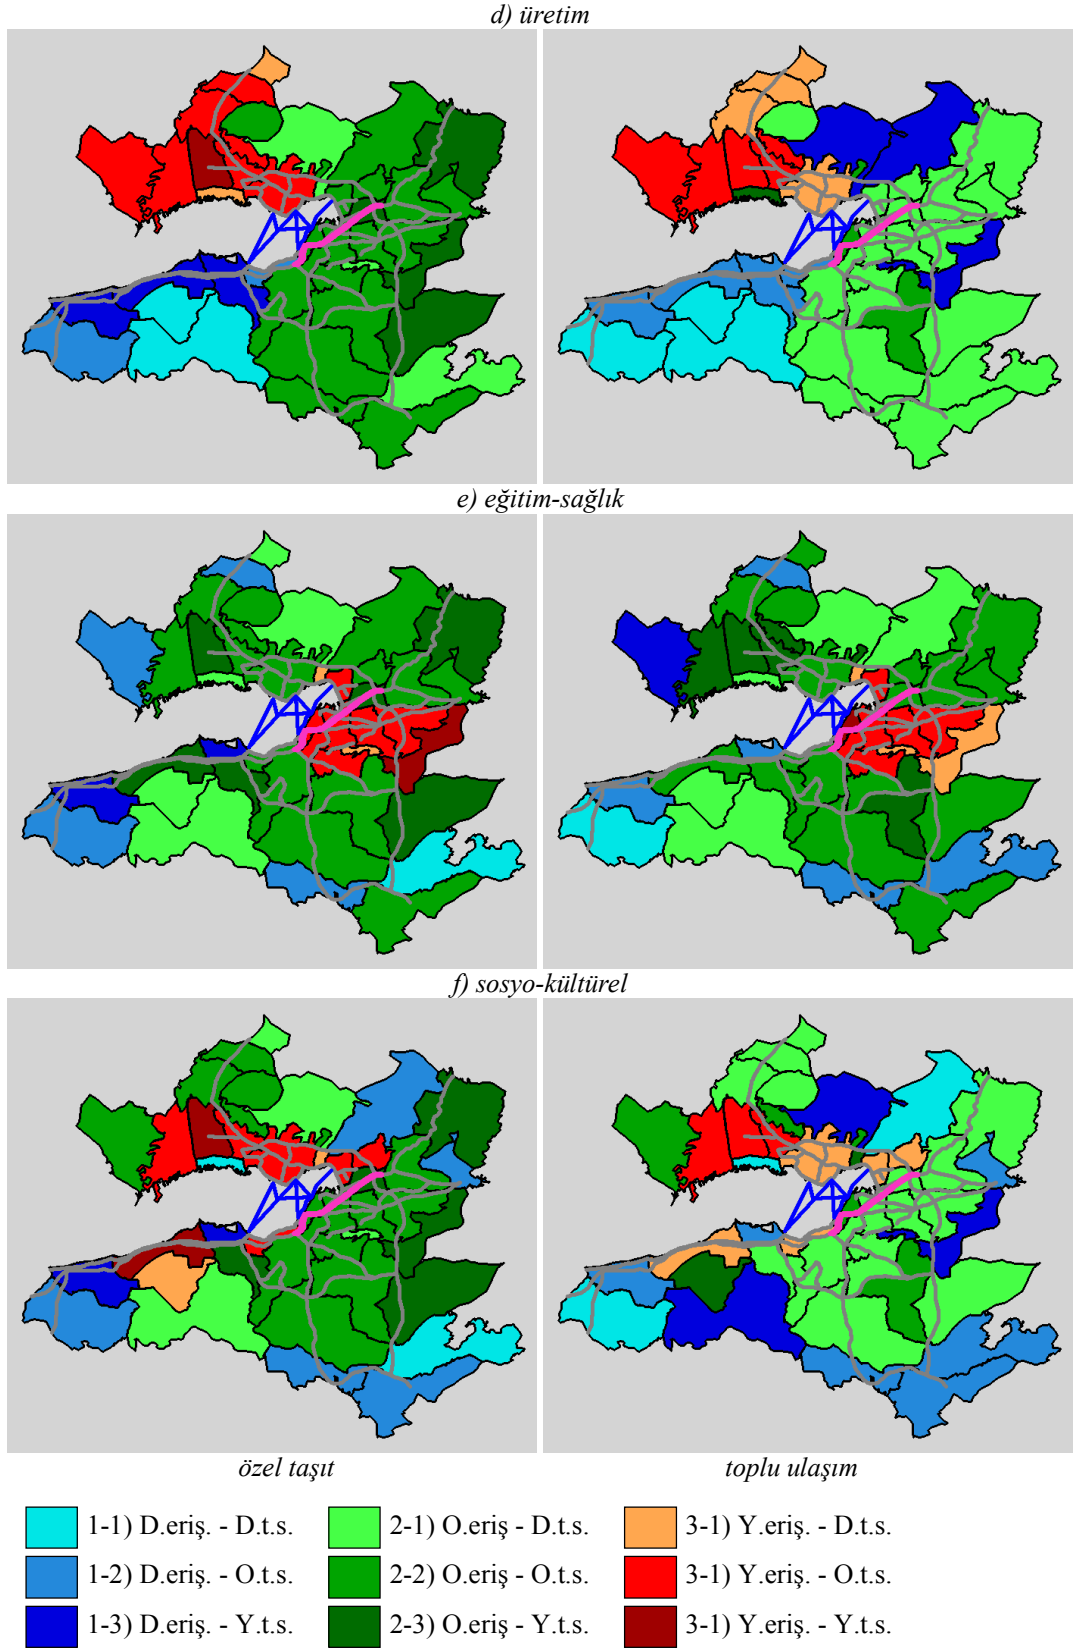 d) üretim
e) eğitim-sağlık
f) sosyo-kültürel
özel taşıt
toplu ulaşım
1-1) D.eriş. - D.t.s.
2-1) O.eriş - D.t.s.
3-1) Y.eriş. - D.t.s.
1-2) D.eriş. - O.t.s.
2-2) O.eriş - O.t.s.
3-1) Y.eriş. - O.t.s.
1-3) D.eriş. - Y.t.s.
2-3) O.eriş - Y.t.s.
3-1) Y.eriş. - Y.t.s.